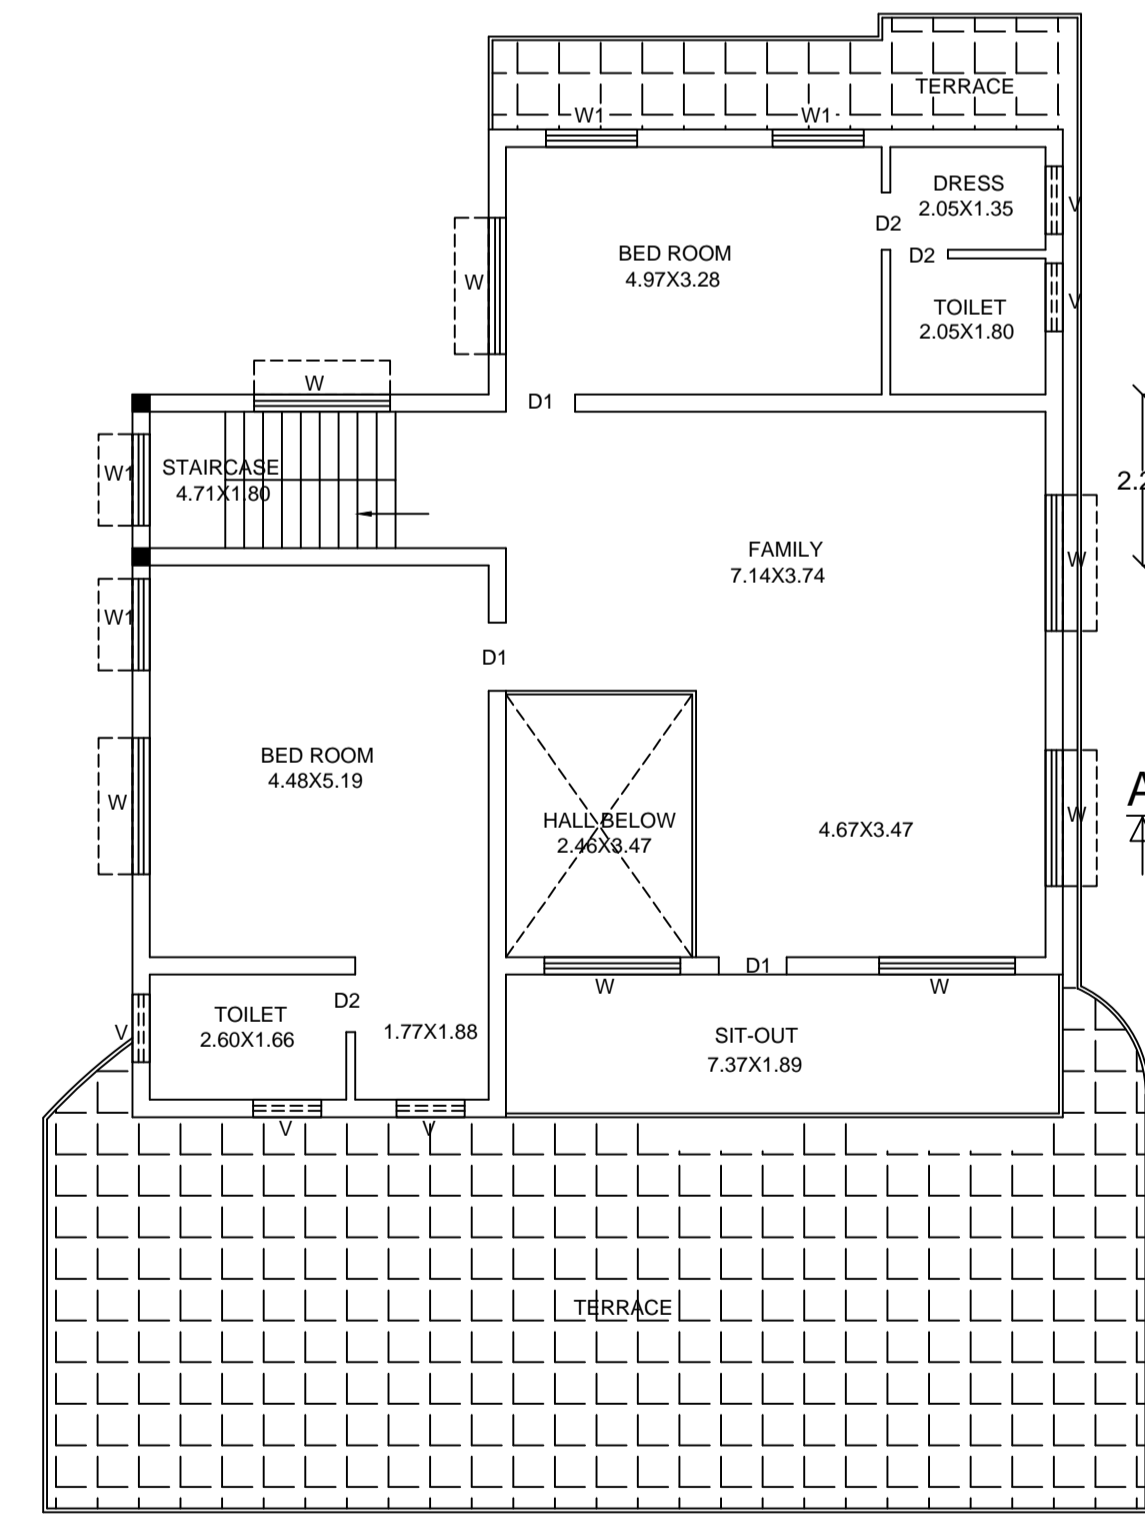 TERRACE
W1
W1
DRESS
2.05X1.35
V
D2
BED ROOM
4.97X3.28
D2
W
TOILET
2.05X1.80
V
W
D1
STAIRCASE
4.71X1.80
W1
FAMILY
7.14X3.74
W
W1
D1
BED ROOM
4.48X5.19
W
HALL BELOW
2.46X3.47
4.67X3.47
W
A
D1
W
W
TOILET
2.60X1.66
D2
1.77X1.88
V
SIT-OUT
7.37X1.89
V
V
TERRACE